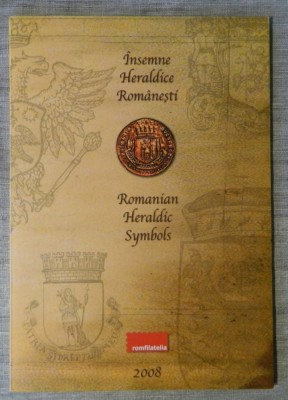 Însemne
Heraldice
Românești
Romanian
Heraldic
Symbols
romfilatelia
2008